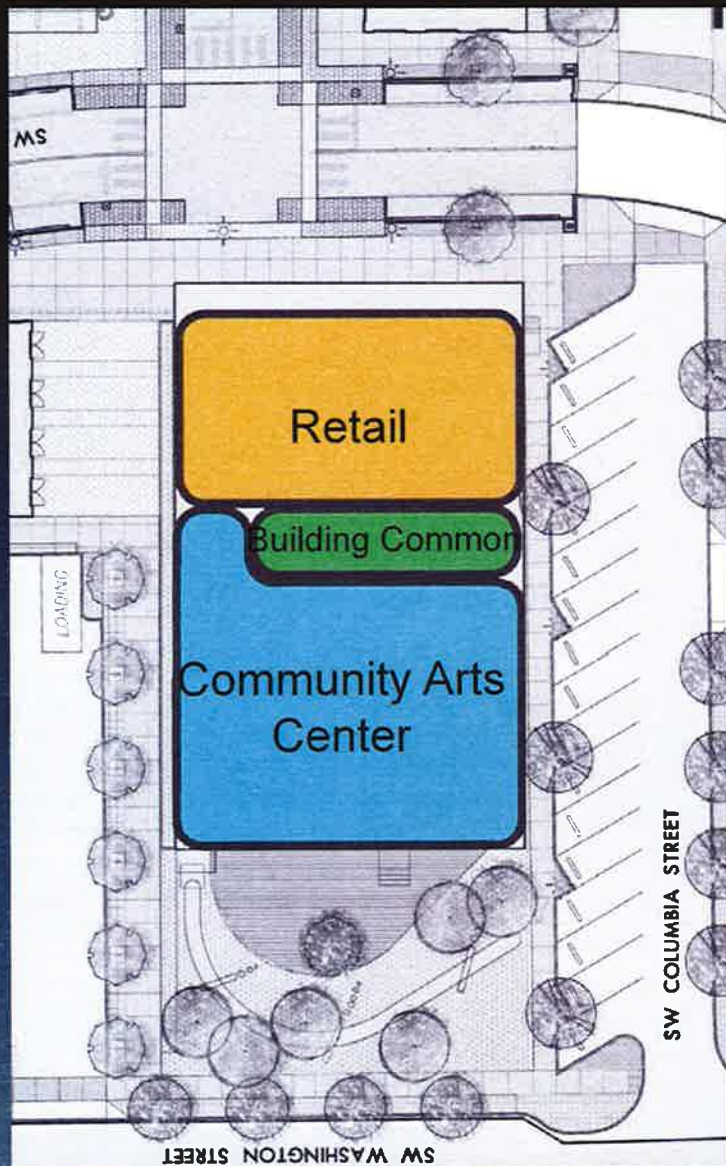 SW
Retail
Building Common
LOADING
Community Arts
Center
SW COLUMBIA STREET
SW WASHINGTON
STREET